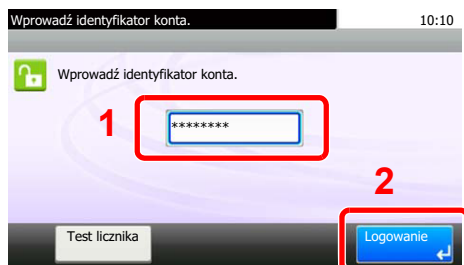 Wprowadź identyfikator konta. 10:10
Wprowadź identyfikator konta.
1
********
2
Test licznika
Logowanie